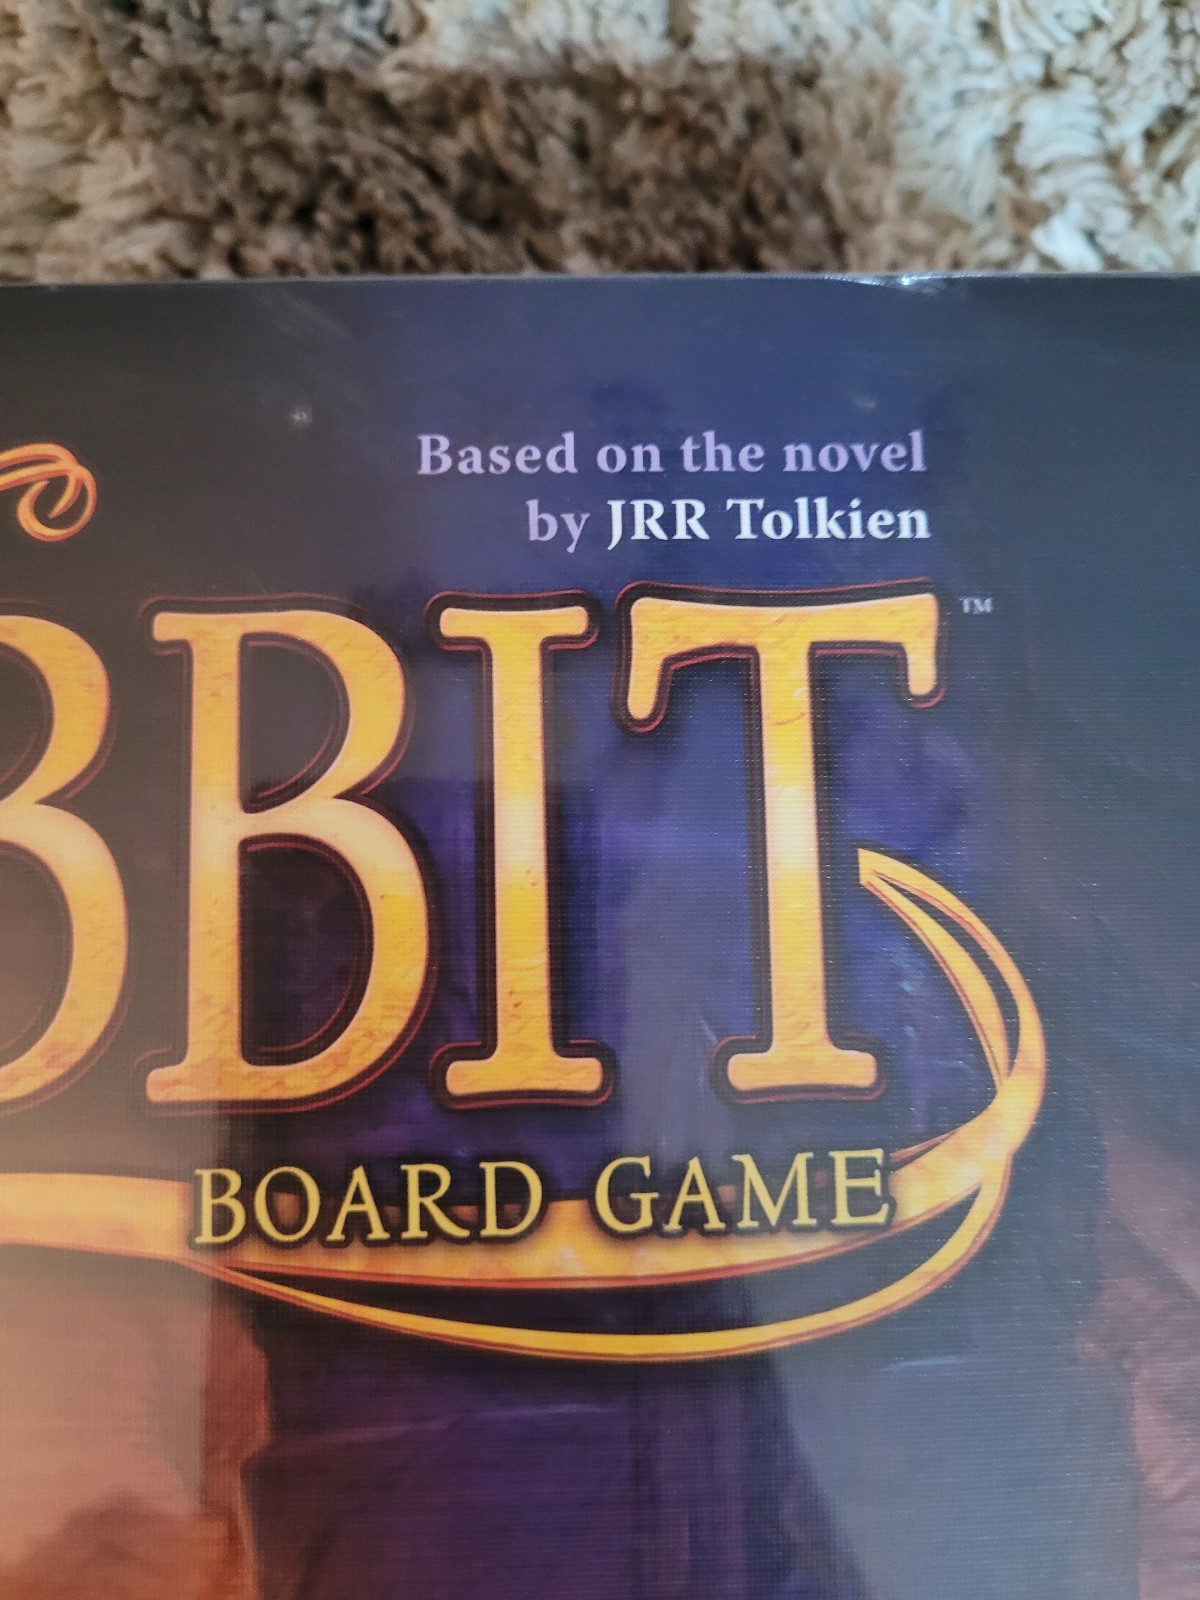 Based on the novel
by JRR Tolkien
BBIT™
BOARD GAME